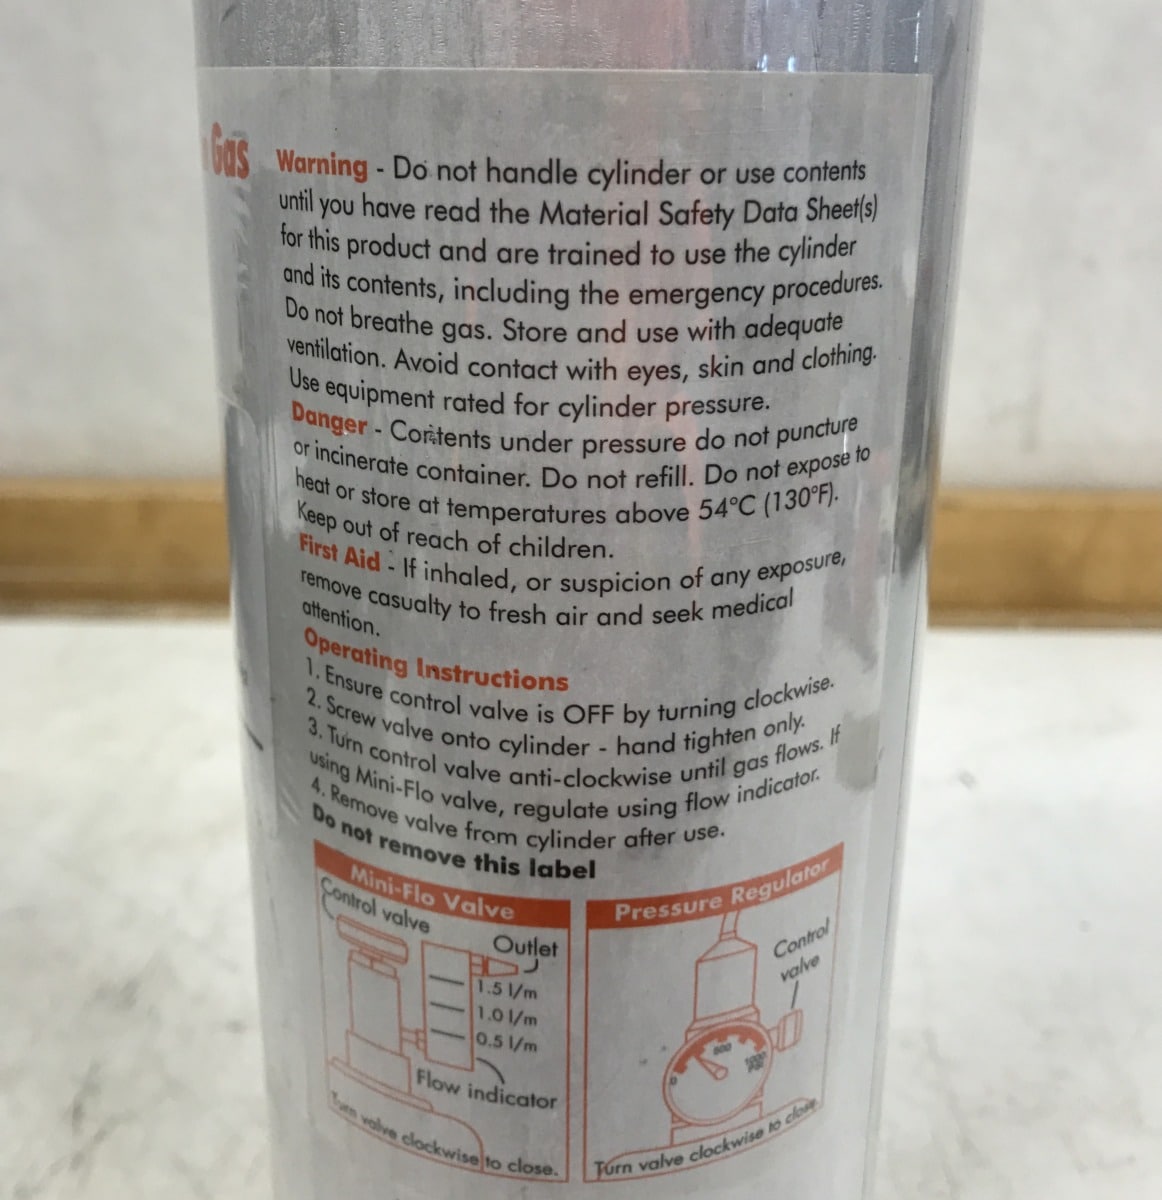 Gas
Warning - Do not handle cylinder or use contents
until you have read the Material Safety Data Sheet(s)
for this product and are trained to use the cylinder
and its contents, including the emergency procedures.
Do not breathe gas. Store and use with adequate
ventilation. Avoid contact with eyes, skin and clothing.
Use equipment rated for cylinder pressure.
Danger - Contents under pressure do not puncture
or incinerate container. Do not refill. Do not expose to
heat or store at temperatures above 54°C (130°F).
Keep out of reach of children.
First Aid - If inhaled, or suspicion of any exposure,
remove casualty to fresh air and seek medical
attention.
Operating Instructions
1. Ensure control valve is OFF by turning clockwise.
2. Screw valve onto cylinder - hand tighten only.
3. Turn control valve anti-clockwise until gas flows. If
using Mini-Flo valve, regulate using flow indicator.
4. Remove valve from cylinder after use.
Do not remove this label
Mini-Flo Valve
Control valve
Outlet
1.5 l/m
1.0 l/m
0.5 l/m
Flow indicator
Turn valve clockwise to close.
Pressure Regulator
Control
valve
0
500
1000
PSI
Turn valve clockwise to close.